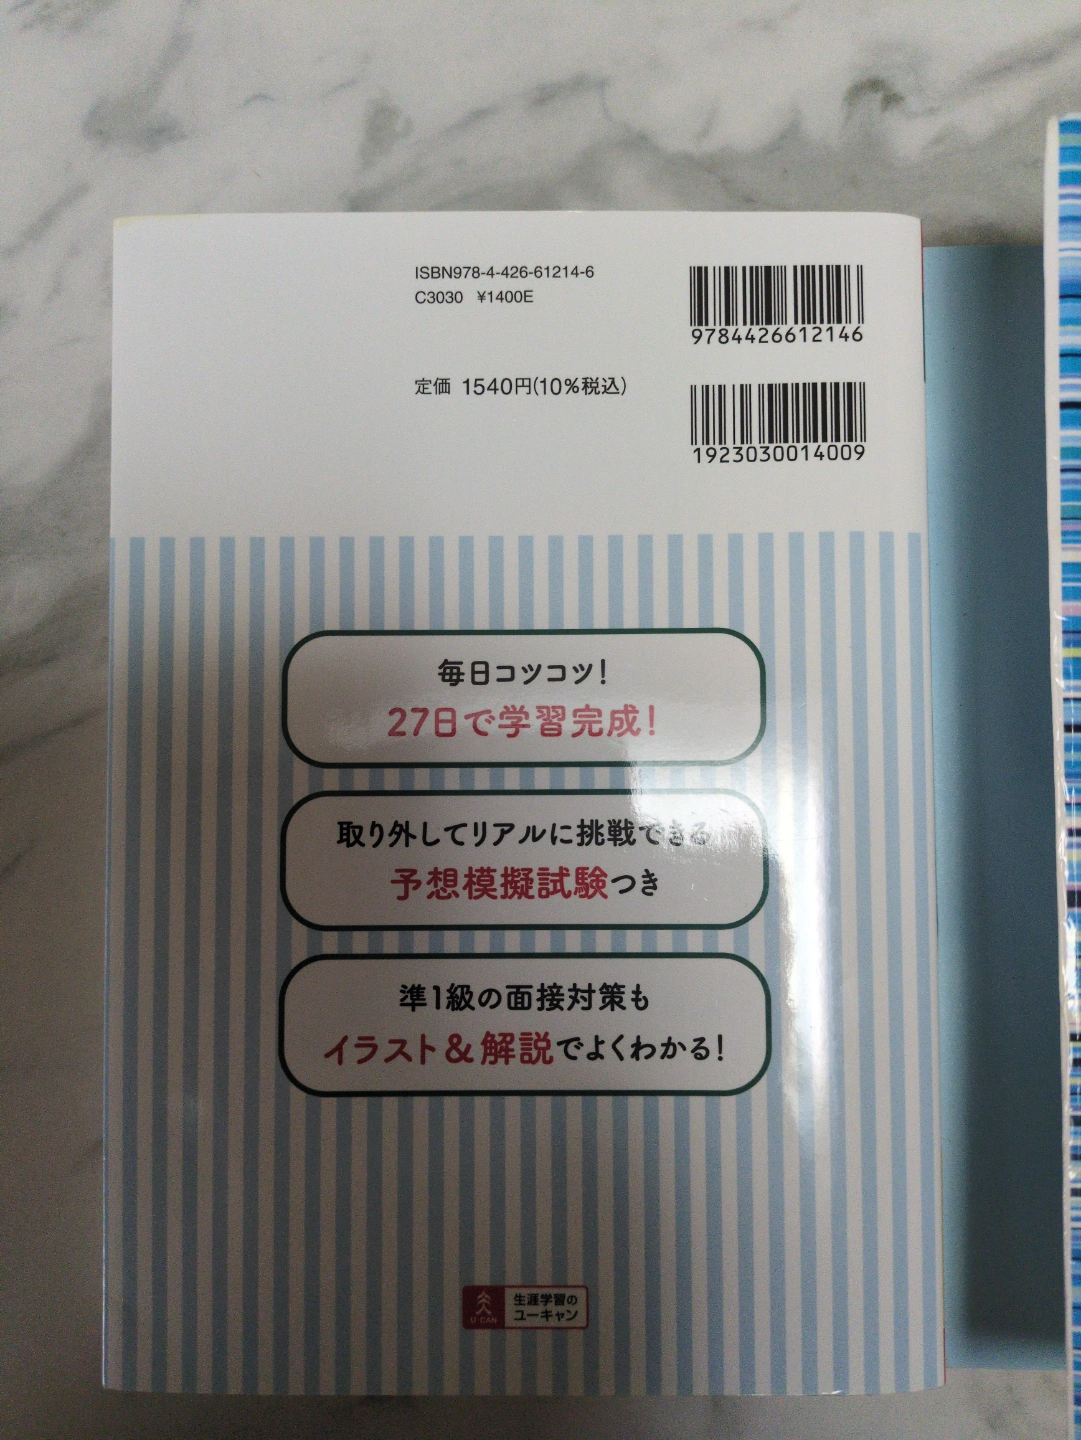 ISBN978-4-426-61214-6
C3030 ¥1400E
9784426612146
定価 1540円(10%税込)
1923030014009
毎日コツコツ!
27日で学習完成!
取り外してリアルに挑戦できる
予想模擬試験つき
準1級の面接対策も
イラスト&解説でよくわかる!
生涯学習の
U-CAN ユーキャン